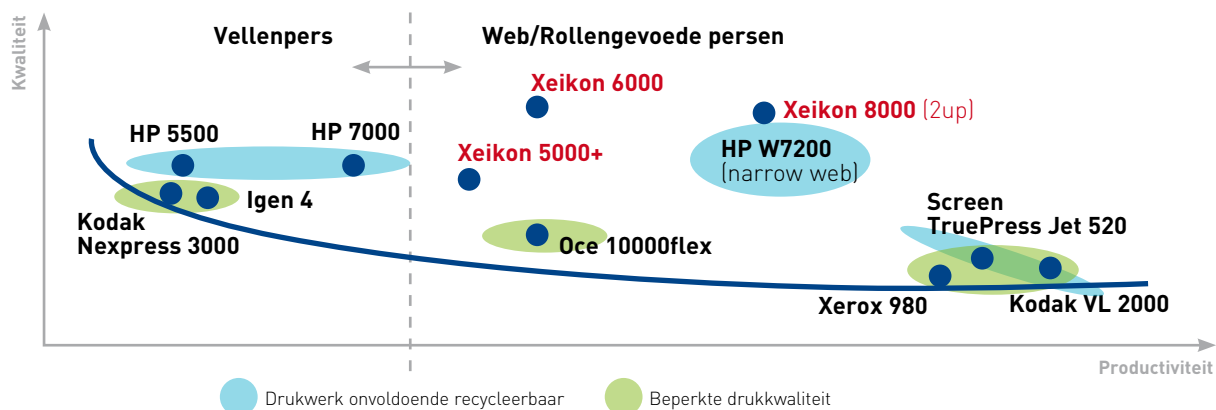 Kwaliteit
Vellenpers
Web/Rollengevoede persen
Xeikon 6000
Xeikon 8000 (2up)
HP 5500
HP 7000
Xeikon 5000+
HP W7200
(narrow web)
Igen 4
Kodak
Nexpress 3000
Oce 10000flex
Screen
TruePress Jet 520
Xerox 980
Kodak VL 2000
Productiviteit
Drukwerk onvoldoende recycleerbaar
Beperkte drukkwaliteit